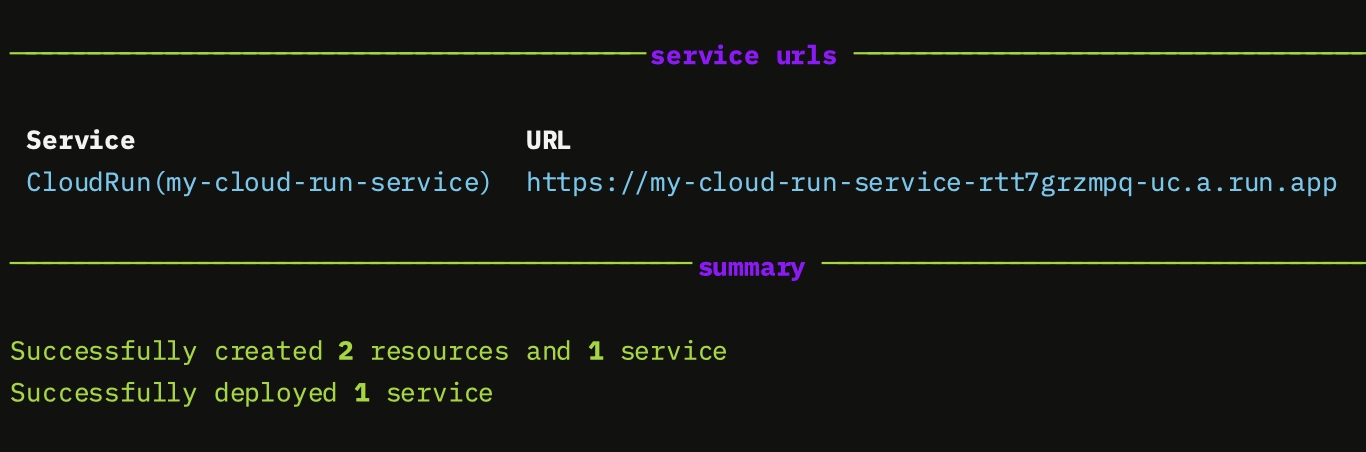 service urls
Service URL
CloudRun(my-cloud-run-service) https://my-cloud-run-service-rtt7grzmpq-uc.a.run.app
summary
Successfully created 2 resources and 1 service
Successfully deployed 1 service